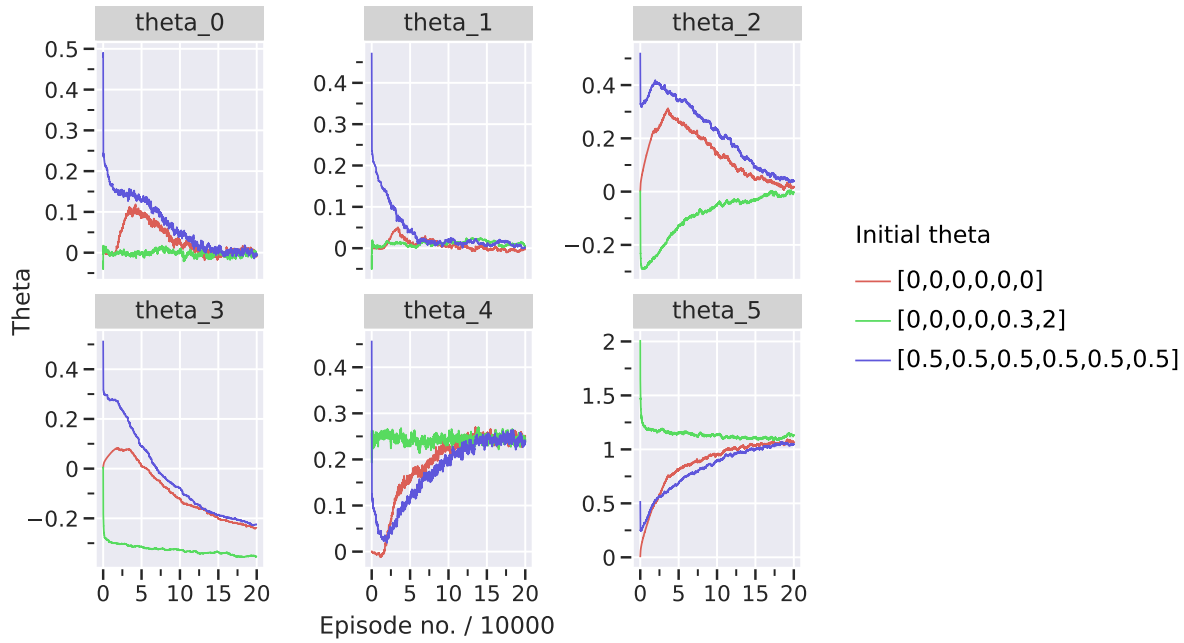 theta_0
theta_1
theta_2
0.5
0.4
0.3
0.2
0.1
0
0.4
0.3
0.2
0.1
0
0.4
0.2
0
−0.2
theta_3
theta_4
theta_5
0.4
0.2
0
−0.2
0.4
0.3
0.2
0.1
0
2
1.5
1
0.5
0
0 5 10 15 20
0 5 10 15 20
0 5 10 15 20
Theta
Episode no. / 10000
Initial theta
[0,0,0,0,0,0]
[0,0,0,0,0.3,2]
[0.5,0.5,0.5,0.5,0.5,0.5]